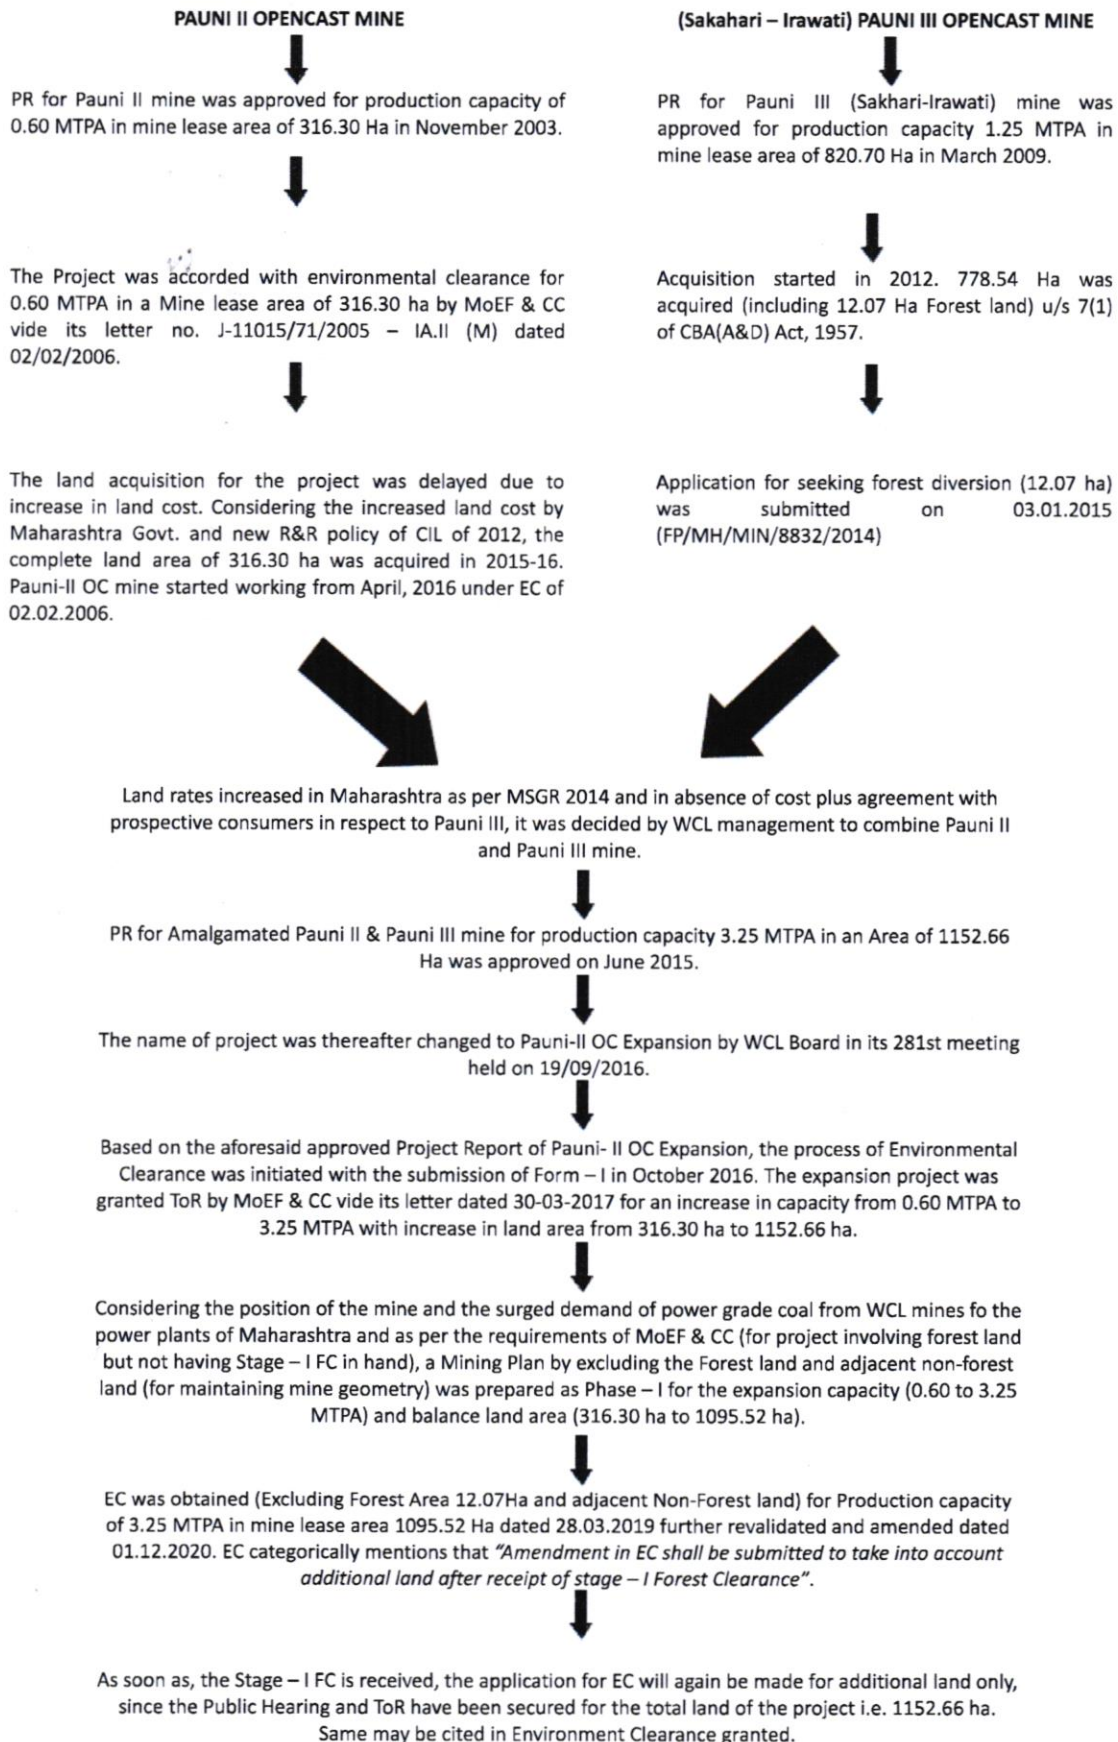 PAUNI II OPENCAST MINE
PR for Pauni II mine was approved for production capacity of
0.60 MTPA in mine lease area of 316.30 Ha in November 2003.
The Project was accorded with environmental clearance for
0.60 MTPA in a Mine lease area of 316.30 ha by MoEF & CC
vide its letter no. J-11015/71/2005 – IA.II (M) dated
02/02/2006.
The land acquisition for the project was delayed due to
increase in land cost. Considering the increased land cost by
Maharashtra Govt. and new R&R policy of CIL of 2012, the
complete land area of 316.30 ha was acquired in 2015-16.
Pauni-II OC mine started working from April, 2016 under EC of
02.02.2006.
(Sakahari – Irawati) PAUNI III OPENCAST MINE
PR for Pauni III (Sakhari-Irawati) mine was
approved for production capacity 1.25 MTPA in
mine lease area of 820.70 Ha in March 2009.
Acquisition started in 2012. 778.54 Ha was
acquired (including 12.07 Ha Forest land) u/s 7(1)
of CBA(A&D) Act, 1957.
Application for seeking forest diversion (12.07 ha)
was submitted on 03.01.2015
(FP/MH/MIN/8832/2014)
Land rates increased in Maharashtra as per MSGR 2014 and in absence of cost plus agreement with
prospective consumers in respect to Pauni III, it was decided by WCL management to combine Pauni II
and Pauni III mine.
PR for Amalgamated Pauni II & Pauni III mine for production capacity 3.25 MTPA in an Area of 1152.66
Ha was approved on June 2015.
The name of project was thereafter changed to Pauni-II OC Expansion by WCL Board in its 281st meeting
held on 19/09/2016.
Based on the aforesaid approved Project Report of Pauni- II OC Expansion, the process of Environmental
Clearance was initiated with the submission of Form – I in October 2016. The expansion project was
granted ToR by MoEF & CC vide its letter dated 30-03-2017 for an increase in capacity from 0.60 MTPA to
3.25 MTPA with increase in land area from 316.30 ha to 1152.66 ha.
Considering the position of the mine and the surged demand of power grade coal from WCL mines fo the
power plants of Maharashtra and as per the requirements of MoEF & CC (for project involving forest land
but not having Stage – I FC in hand), a Mining Plan by excluding the Forest land and adjacent non-forest
land (for maintaining mine geometry) was prepared as Phase – I for the expansion capacity (0.60 to 3.25
MTPA) and balance land area (316.30 ha to 1095.52 ha).
EC was obtained (Excluding Forest Area 12.07Ha and adjacent Non-Forest land) for Production capacity
of 3.25 MTPA in mine lease area 1095.52 Ha dated 28.03.2019 further revalidated and amended dated
01.12.2020. EC categorically mentions that "Amendment in EC shall be submitted to take into account
additional land after receipt of stage – I Forest Clearance".
As soon as, the Stage – I FC is received, the application for EC will again be made for additional land only,
since the Public Hearing and ToR have been secured for the total land of the project i.e. 1152.66 ha.
Same may be cited in Environment Clearance granted.